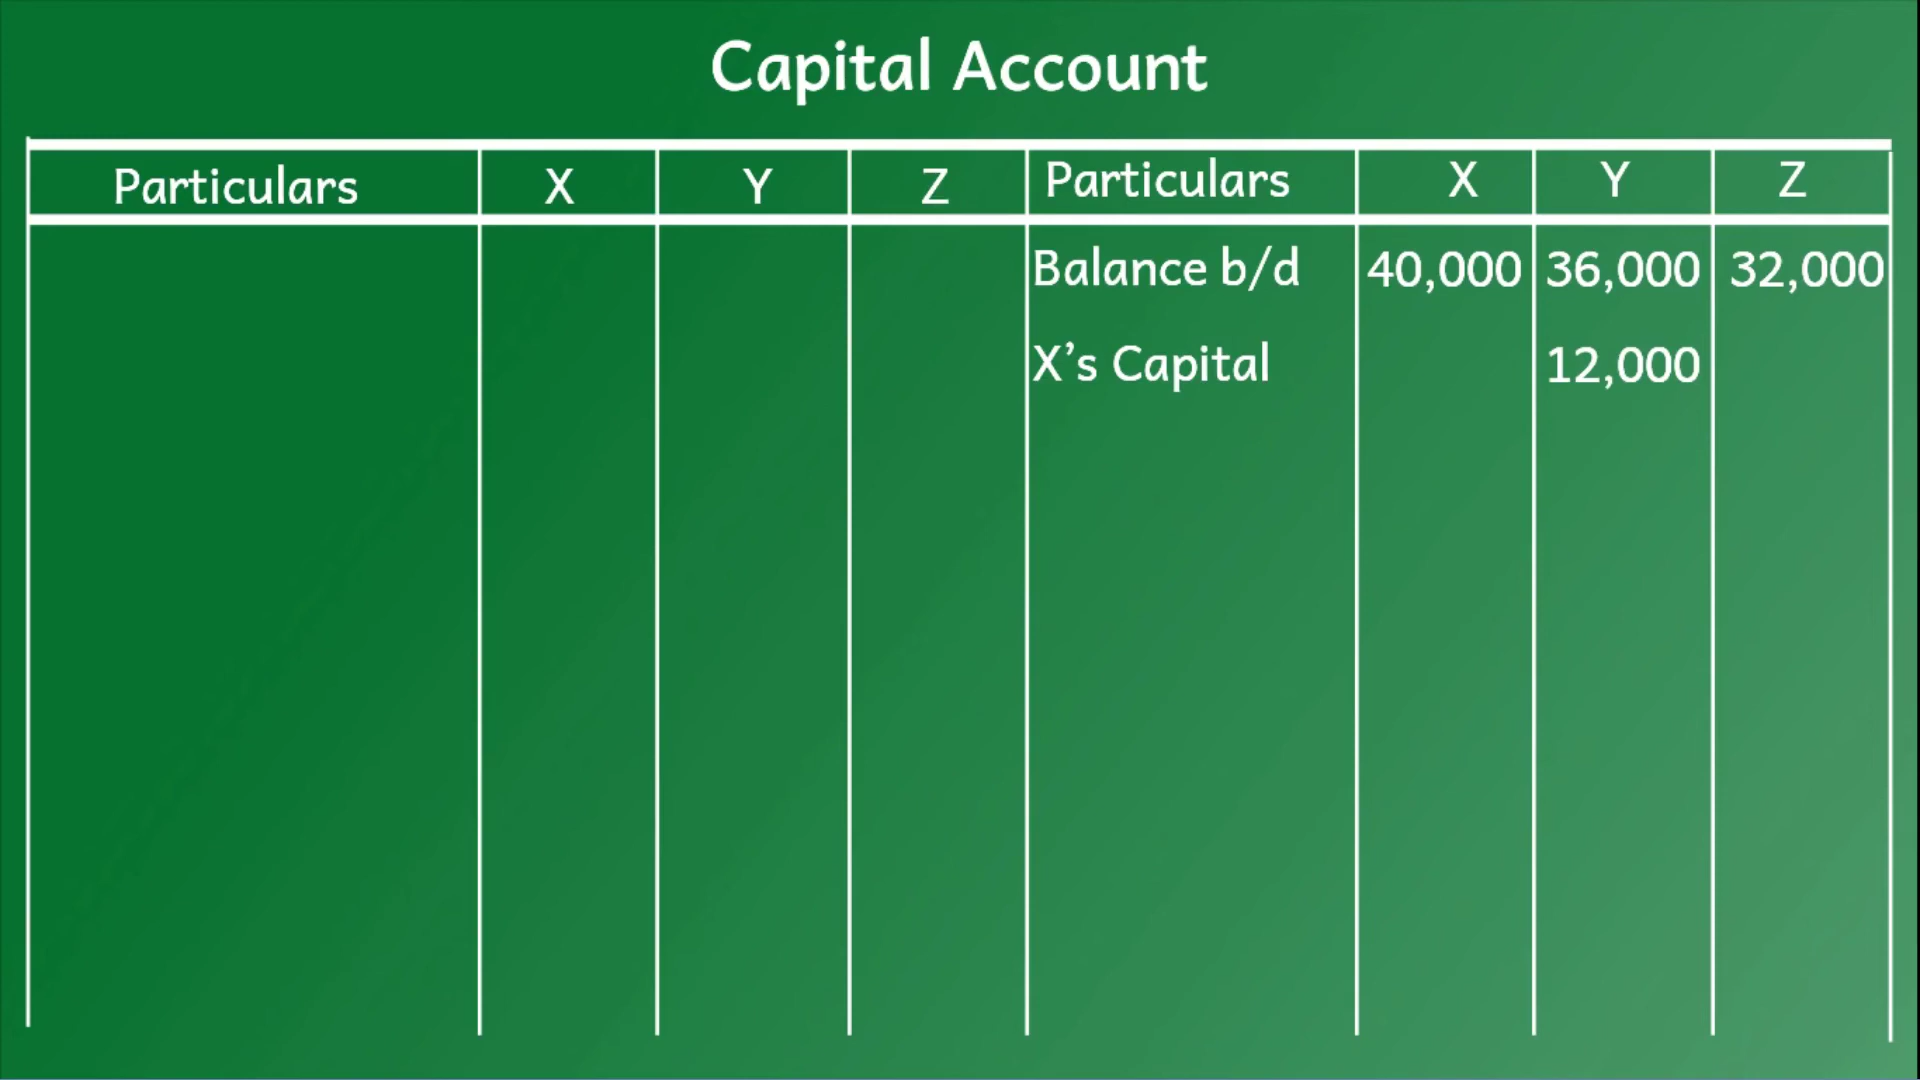 Capital Account
Particulars X Y Z Particulars X Y Z
Balance b/d 40,000 36,000 32,000
X’s Capital 12,000